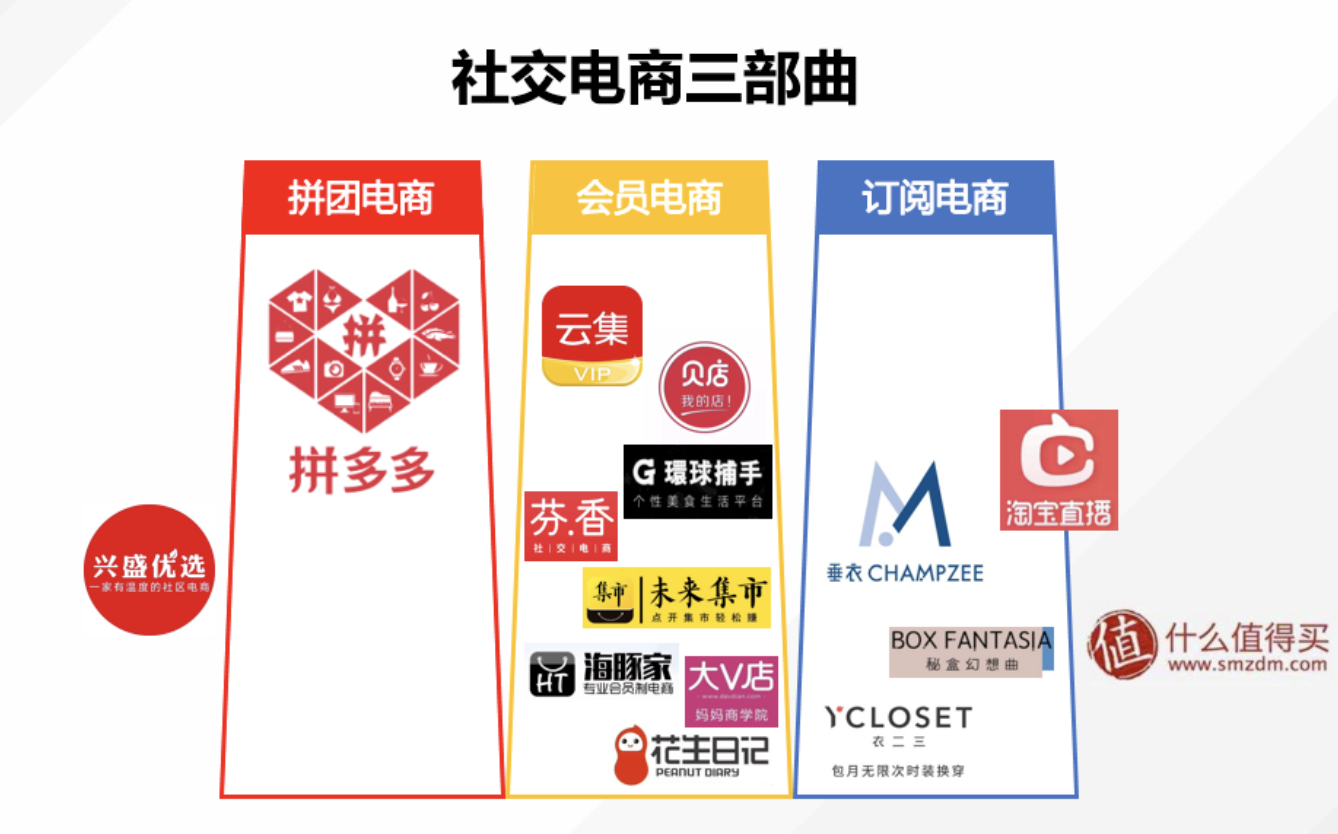 社交电商三部曲
拼团电商
拼
拼多多
兴盛优选
一家有温度的社区电商
会员电商
云集
VIP
贝店
我的店!
G 環球捕手
个性美食生活平台
芬.香
社|交|电|商
集市
未来集市
点开集市轻松赚
HT
海豚家
专业会员制电商
大V店
www.davdian.com
妈妈商学院
花生日记
PEANUT DIARY
订阅电商
淘宝直播
垂衣 CHAMPZEE
BOX FANTASIA
秘盒幻想曲
值
什么值得买
www.smzdm.com
YCLOSET
衣二三
包月无限次时装换穿